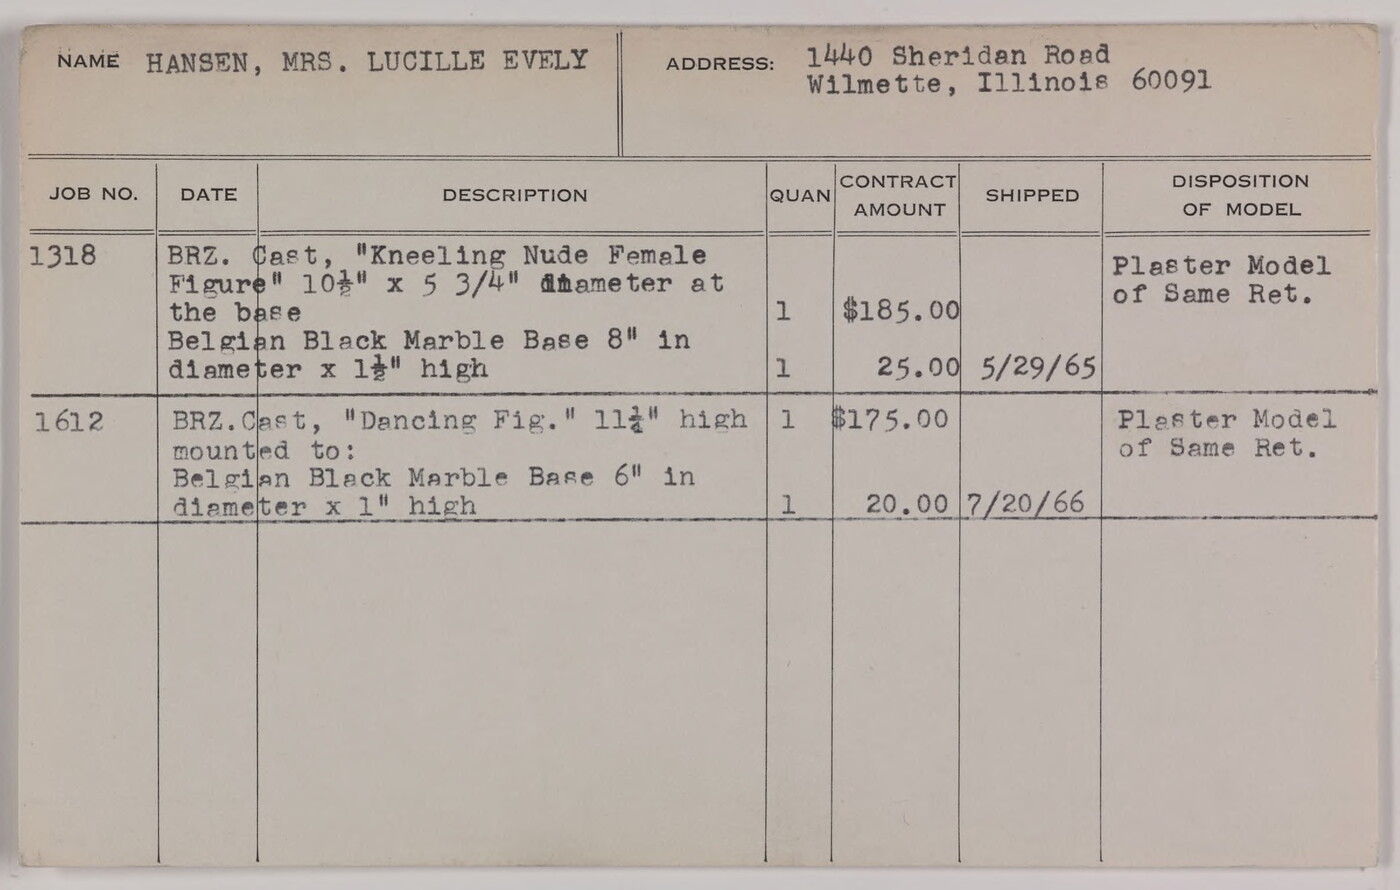 NAME HANSEN, MRS. LUCILLE EVELY
ADDRESS: 1440 Sheridan Road
Wilmette, Illinois 60091
JOB NO. DATE DESCRIPTION QUAN CONTRACT AMOUNT SHIPPED DISPOSITION OF MODEL
1318 BRZ. Cast, "Kneeling Nude Female
Figure" 10½" x 5 3/4" diameter at
the base 1 $185.00
Belgian Black Marble Base 8" in
diameter x 1½" high 1 25.00 5/29/65
Plaster Model
of Same Ret.
1612 BRZ.Cast, "Dancing Fig." 11¼" high 1 $175.00
mounted to:
Belgian Black Marble Base 6" in
diameter x 1" high 1 20.00 7/20/66
Plaster Model
of Same Ret.